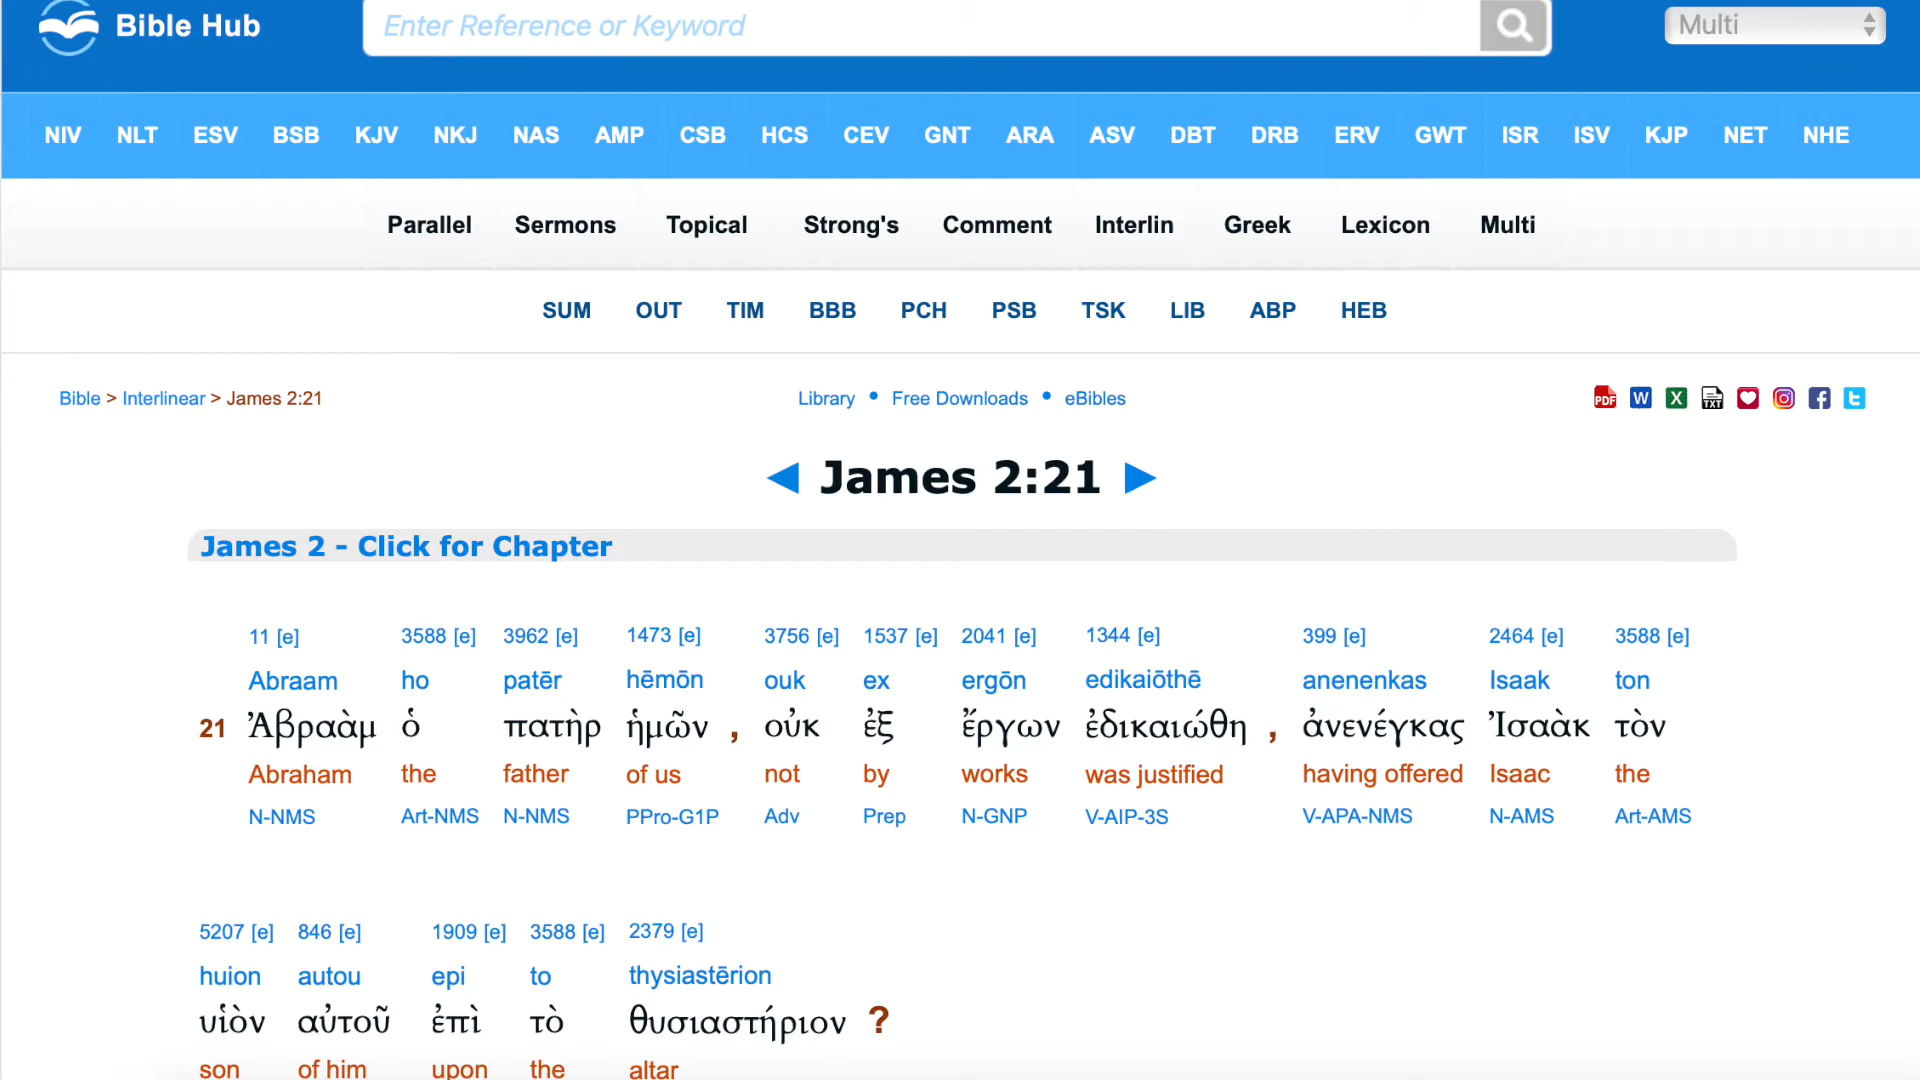 Bible Hub Enter Reference or Keyword Multi
NIV NLT ESV BSB KJV NKJ NAS AMP CSB HCS CEV GNT ARA ASV DBT DRB ERV GWT ISR ISV KJP NET NHE
Parallel Sermons Topical Strong's Comment Interlin Greek Lexicon Multi
SUM OUT TIM BBB PCH PSB TSK LIB ABP HEB
Bible > Interlinear > James 2:21 Library • Free Downloads • eBibles
◀ James 2:21 ▶
James 2 - Click for Chapter
11 [e] 3588 [e] 3962 [e] 1473 [e] 3756 [e] 1537 [e] 2041 [e] 1344 [e] 399 [e] 2464 [e] 3588 [e]
Abraam ho patēr hēmōn ouk ex ergōn edikaiōthē anenenkas Isaak ton
21 Ἀβραὰμ ὁ πατὴρ ἡμῶν , οὐκ ἐξ ἔργων ἐδικαιώθη , ἀνενέγκας Ἰσαὰκ τὸν
Abraham the father of us not by works was justified having offered Isaac the
N-NMS Art-NMS N-NMS PPro-G1P Adv Prep N-GNP V-AIP-3S V-APA-NMS N-AMS Art-AMS
5207 [e] 846 [e] 1909 [e] 3588 [e] 2379 [e]
huion autou epi to thysiastērion
υἱὸν αὐτοῦ ἐπὶ τὸ θυσιαστήριον ?
son of him upon the altar